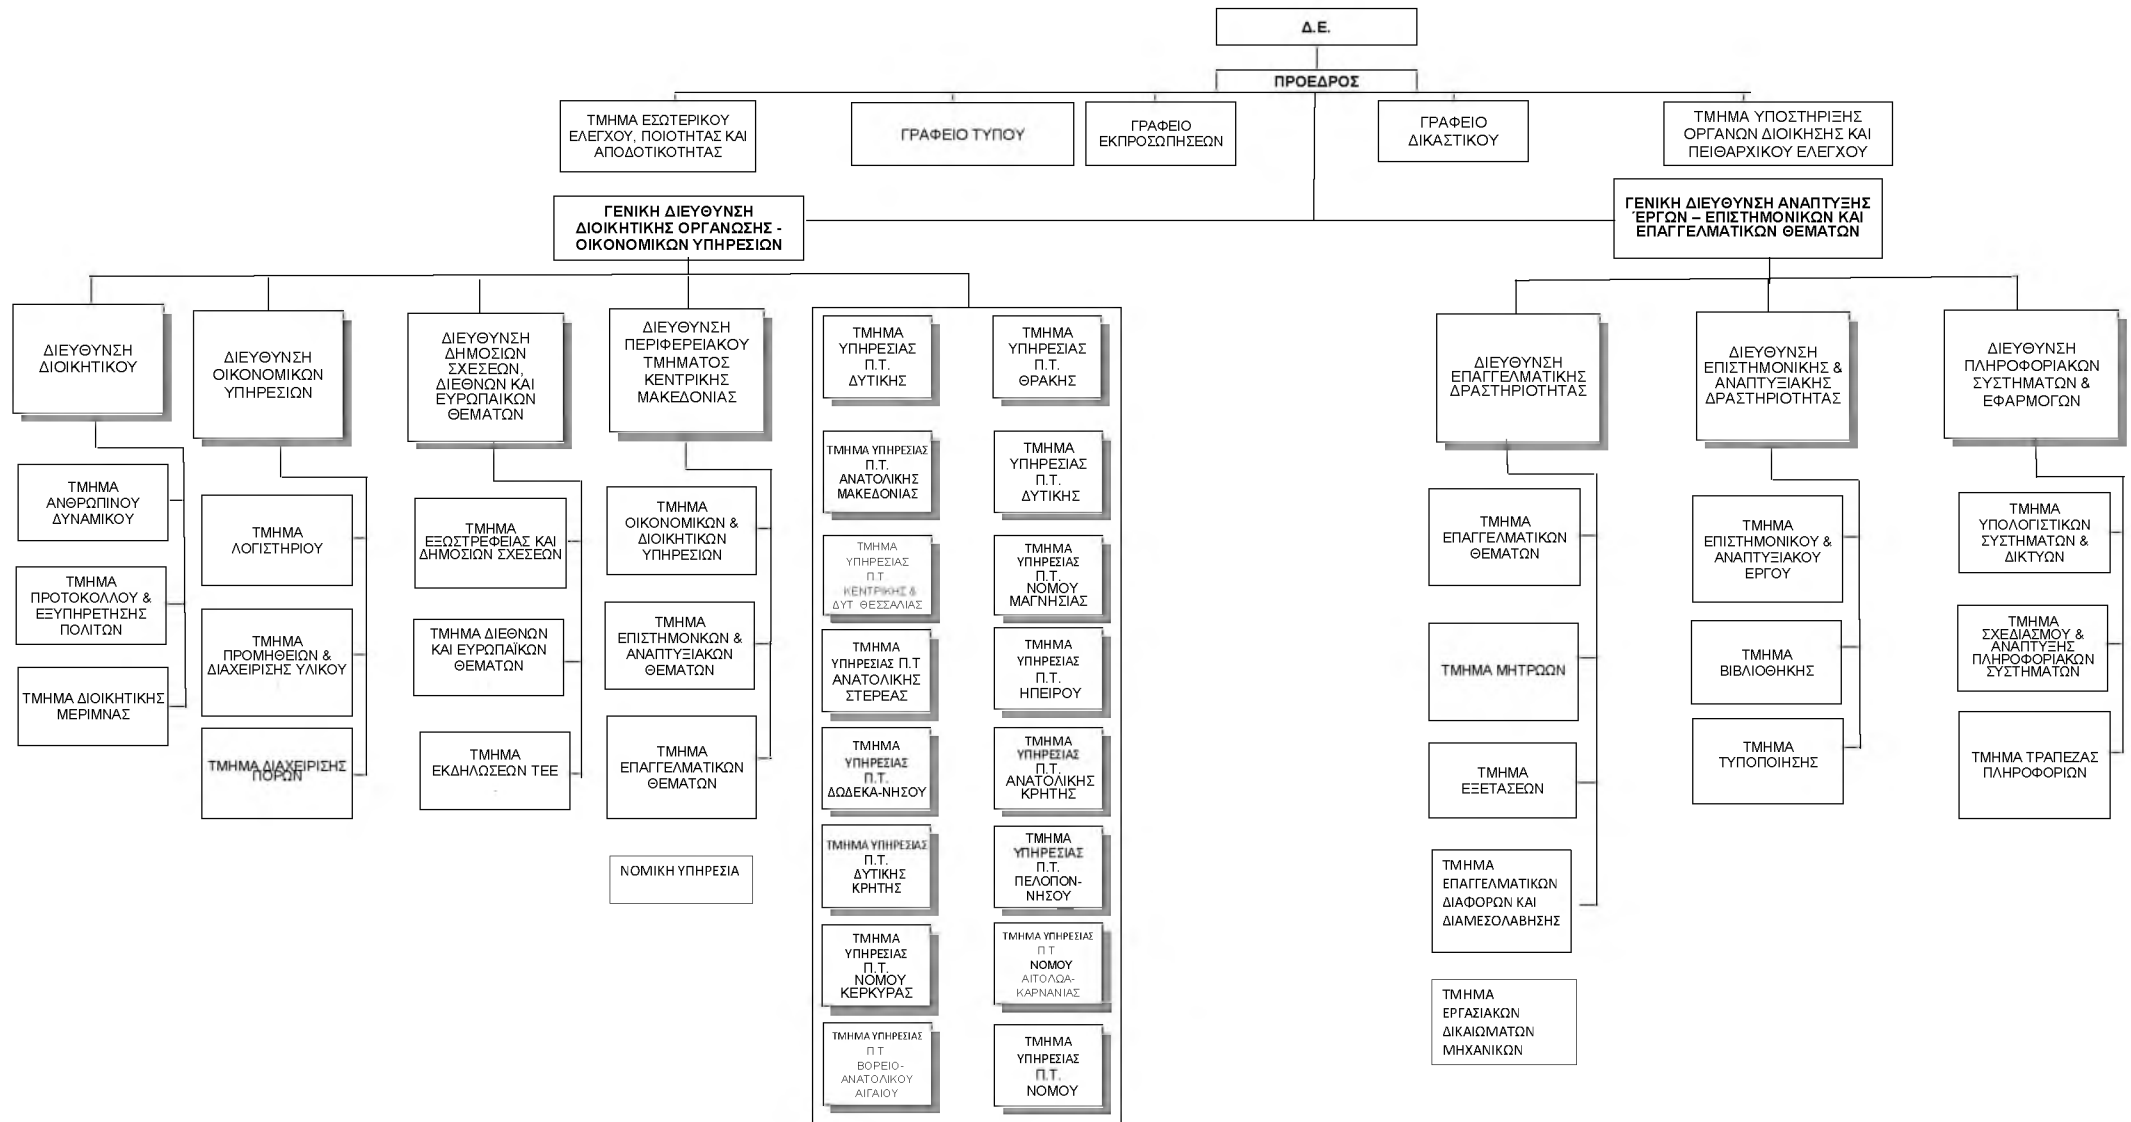 Δ.Ε.
ΠΡΟΕΔΡΟΣ
ΤΜΗΜΑ ΕΣΩΤΕΡΙΚΟΥ
ΕΛΕΓΧΟΥ, ΠΟΙΟΤΗΤΑΣ ΚΑΙ
ΑΠΟΔΟΤΙΚΟΤΗΤΑΣ
ΓΡΑΦΕΙΟ ΤΥΠΟΥ
ΓΡΑΦΕΙΟ
ΕΚΠΡΟΣΩΠΗΣΕΩΝ
ΓΡΑΦΕΙΟ
ΔΙΚΑΣΤΙΚΟΥ
ΤΜΗΜΑ ΥΠΟΣΤΗΡΙΞΗΣ
ΟΡΓΑΝΩΝ ΔΙΟΙΚΗΣΗΣ ΚΑΙ
ΠΕΙΘΑΡΧΙΚΟΥ ΕΛΕΓΧΟΥ
ΓΕΝΙΚΗ ΔΙΕΥΘΥΝΣΗ
ΔΙΟΙΚΗΤΙΚΗΣ ΟΡΓΑΝΩΣΗΣ -
ΟΙΚΟΝΟΜΙΚΩΝ ΥΠΗΡΕΣΙΩΝ
ΓΕΝΙΚΗ ΔΙΕΥΘΥΝΣΗ ΑΝΑΠΤΥΞΗΣ
ΈΡΓΩΝ – ΕΠΙΣΤΗΜΟΝΙΚΩΝ ΚΑΙ
ΕΠΑΓΓΕΛΜΑΤΙΚΩΝ ΘΕΜΑΤΩΝ
ΔΙΕΥΘΥΝΣΗ
ΔΙΟΙΚΗΤΙΚΟΥ
ΤΜΗΜΑ
ΑΝΘΡΩΠΙΝΟΥ
ΔΥΝΑΜΙΚΟΥ
ΤΜΗΜΑ
ΠΡΟΤΟΚΟΛΛΟΥ &
ΕΞΥΠΗΡΕΤΗΣΗΣ
ΠΟΛΙΤΩΝ
ΤΜΗΜΑ ΔΙΟΙΚΗΤΙΚΗΣ
ΜΕΡΙΜΝΑΣ
ΔΙΕΥΘΥΝΣΗ
ΟΙΚΟΝΟΜΙΚΩΝ
ΥΠΗΡΕΣΙΩΝ
ΤΜΗΜΑ
ΛΟΓΙΣΤΗΡΙΟΥ
ΤΜΗΜΑ
ΠΡΟΜΗΘΕΙΩΝ &
ΔΙΑΧΕΙΡΙΣΗΣ ΥΛΙΚΟΥ
ΤΜΗΜΑ ΔΙΑΧΕΙΡΙΣΗΣ
ΠΟΡΩΝ
ΔΙΕΥΘΥΝΣΗ
ΔΗΜΟΣΙΩΝ
ΣΧΕΣΕΩΝ,
ΔΙΕΘΝΩΝ ΚΑΙ
ΕΥΡΩΠΑΙΚΩΝ
ΘΕΜΑΤΩΝ
ΤΜΗΜΑ
ΕΞΩΣΤΡΕΦΕΙΑΣ ΚΑΙ
ΔΗΜΟΣΙΩΝ ΣΧΕΣΕΩΝ
ΤΜΗΜΑ ΔΙΕΘΝΩΝ
ΚΑΙ ΕΥΡΩΠΑΪΚΩΝ
ΘΕΜΑΤΩΝ
ΤΜΗΜΑ
ΕΚΔΗΛΩΣΕΩΝ ΤΕΕ
ΔΙΕΥΘΥΝΣΗ
ΠΕΡΙΦΕΡΕΙΑΚΟΥ
ΤΜΗΜΑΤΟΣ
ΚΕΝΤΡΙΚΗΣ
ΜΑΚΕΔΟΝΙΑΣ
ΤΜΗΜΑ
ΟΙΚΟΝΟΜΙΚΩΝ &
ΔΙΟΙΚΗΤΙΚΩΝ
ΥΠΗΡΕΣΙΩΝ
ΤΜΗΜΑ
ΕΠΙΣΤΗΜΟΝΚΩΝ &
ΑΝΑΠΤΥΞΙΑΚΩΝ
ΘΕΜΑΤΩΝ
ΤΜΗΜΑ
ΕΠΑΓΓΕΛΜΑΤΙΚΩΝ
ΘΕΜΑΤΩΝ
ΝΟΜΙΚΗ ΥΠΗΡΕΣΙΑ
ΤΜΗΜΑ
ΥΠΗΡΕΣΙΑΣ
Π.Τ.
ΔΥΤΙΚΗΣ
ΤΜΗΜΑ
ΥΠΗΡΕΣΙΑΣ
Π.Τ.
ΘΡΑΚΗΣ
ΤΜΗΜΑ ΥΠΗΡΕΣΙΑΣ
Π.Τ.
ΑΝΑΤΟΛΙΚΗΣ
ΜΑΚΕΔΟΝΙΑΣ
ΤΜΗΜΑ
ΥΠΗΡΕΣΙΑΣ
Π.Τ.
ΔΥΤΙΚΗΣ
ΤΜΗΜΑ
ΥΠΗΡΕΣΙΑΣ
Π.Τ
ΚΕΝΤΡΙΚΗΣ &
ΔΥΤ ΘΕΣΣΑΛΙΑΣ
ΤΜΗΜΑ
ΥΠΗΡΕΣΙΑΣ
Π.Τ.
ΝΟΜΟΥ
ΜΑΓΝΗΣΙΑΣ
ΤΜΗΜΑ
ΥΠΗΡΕΣΙΑΣ Π.Τ
ΑΝΑΤΟΛΙΚΗΣ
ΣΤΕΡΕΑΣ
ΤΜΗΜΑ
ΥΠΗΡΕΣΙΑΣ
Π.Τ.
ΗΠΕΙΡΟΥ
ΤΜΗΜΑ
ΥΠΗΡΕΣΙΑΣ
Π.Τ.
ΔΩΔΕΚΑ-ΝΗΣΟΥ
ΤΜΗΜΑ
ΥΠΗΡΕΣΙΑΣ
Π.Τ.
ΑΝΑΤΟΛΙΚΗΣ
ΚΡΗΤΗΣ
ΤΜΗΜΑ ΥΠΗΡΕΣΙΑΣ
Π.Τ.
ΔΥΤΙΚΗΣ
ΚΡΗΤΗΣ
ΤΜΗΜΑ
ΥΠΗΡΕΣΙΑΣ
Π.Τ.
ΠΕΛΟΠΟΝ-
ΝΗΣΟΥ
ΤΜΗΜΑ
ΥΠΗΡΕΣΙΑΣ
Π.Τ.
ΝΟΜΟΥ
ΚΕΡΚΥΡΑΣ
ΤΜΗΜΑ ΥΠΗΡΕΣΙΑΣ
Π Τ
ΝΟΜΟΥ
ΑΙΤΟΛΩΑ-
ΚΑΡΝΑΝΙΑΣ
ΤΜΗΜΑ ΥΠΗΡΕΣΙΑΣ
Π Τ
ΒΟΡΕΙΟ-
ΑΝΑΤΟΛΙΚΟΥ
ΑΙΓΑΙΟΥ
ΤΜΗΜΑ
ΥΠΗΡΕΣΙΑΣ
Π.Τ.
ΝΟΜΟΥ
ΔΙΕΥΘΥΝΣΗ
ΕΠΑΓΓΕΛΜΑΤΙΚΗΣ
ΔΡΑΣΤΗΡΙΟΤΗΤΑΣ
ΤΜΗΜΑ
ΕΠΑΓΓΕΛΜΑΤΙΚΩΝ
ΘΕΜΑΤΩΝ
ΤΜΗΜΑ ΜΗΤΡΩΩΝ
ΤΜΗΜΑ
ΕΞΕΤΑΣΕΩΝ
ΤΜΗΜΑ
ΕΠΑΓΓΕΛΜΑΤΙΚΩΝ
ΔΙΑΦΟΡΩΝ ΚΑΙ
ΔΙΑΜΕΣΟΛΑΒΗΣΗΣ
ΤΜΗΜΑ
ΕΡΓΑΣΙΑΚΩΝ
ΔΙΚΑΙΩΜΑΤΩΝ
ΜΗΧΑΝΙΚΩΝ
ΔΙΕΥΘΥΝΣΗ
ΕΠΙΣΤΗΜΟΝΙΚΗΣ &
ΑΝΑΠΤΥΞΙΑΚΗΣ
ΔΡΑΣΤΗΡΙΟΤΗΤΑΣ
ΤΜΗΜΑ
ΕΠΙΣΤΗΜΟΝΙΚΟΥ &
ΑΝΑΠΤΥΞΙΑΚΟΥ
ΕΡΓΟΥ
ΤΜΗΜΑ
ΒΙΒΛΙΟΘΗΚΗΣ
ΤΜΗΜΑ
ΤΥΠΟΠΟΙΗΣΗΣ
ΔΙΕΥΘΥΝΣΗ
ΠΛΗΡΟΦΟΡΙΑΚΩΝ
ΣΥΣΤΗΜΑΤΩΝ &
ΕΦΑΡΜΟΓΩΝ
ΤΜΗΜΑ
ΥΠΟΛΟΓΙΣΤΙΚΩΝ
ΣΥΣΤΗΜΑΤΩΝ &
ΔΙΚΤΥΩΝ
ΤΜΗΜΑ
ΣΧΕΔΙΑΣΜΟΥ &
ΑΝΑΠΤΥΞΗΣ
ΠΛΗΡΟΦΟΡΙΑΚΩΝ
ΣΥΣΤΗΜΑΤΩΝ
ΤΜΗΜΑ ΤΡΑΠΕΖΑΣ
ΠΛΗΡΟΦΟΡΙΩΝ